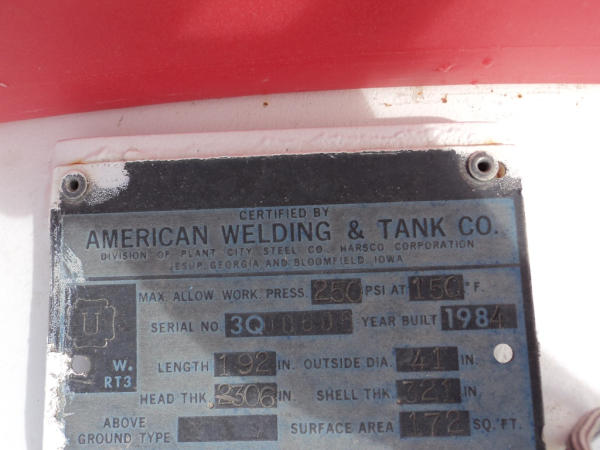 CERTIFIED BY
AMERICAN WELDING & TANK CO.
DIVISION OF PLANT CITY STEEL CO. HARSCO CORPORATION
JESUP, GEORGIA AND BLOOMFIELD, IOWA
MAX. ALLOW. WORK. PRESS. 250 PSI AT 150 °F.
U
SERIAL NO. YEAR BUILT 1984
W.
RT3
LENGTH 192 IN. OUTSIDE DIA. 41 IN.
HEAD THK. 2306 IN. SHELL THK. .321 IN.
ABOVE
GROUND TYPE SURFACE AREA 172 SQ. FT.